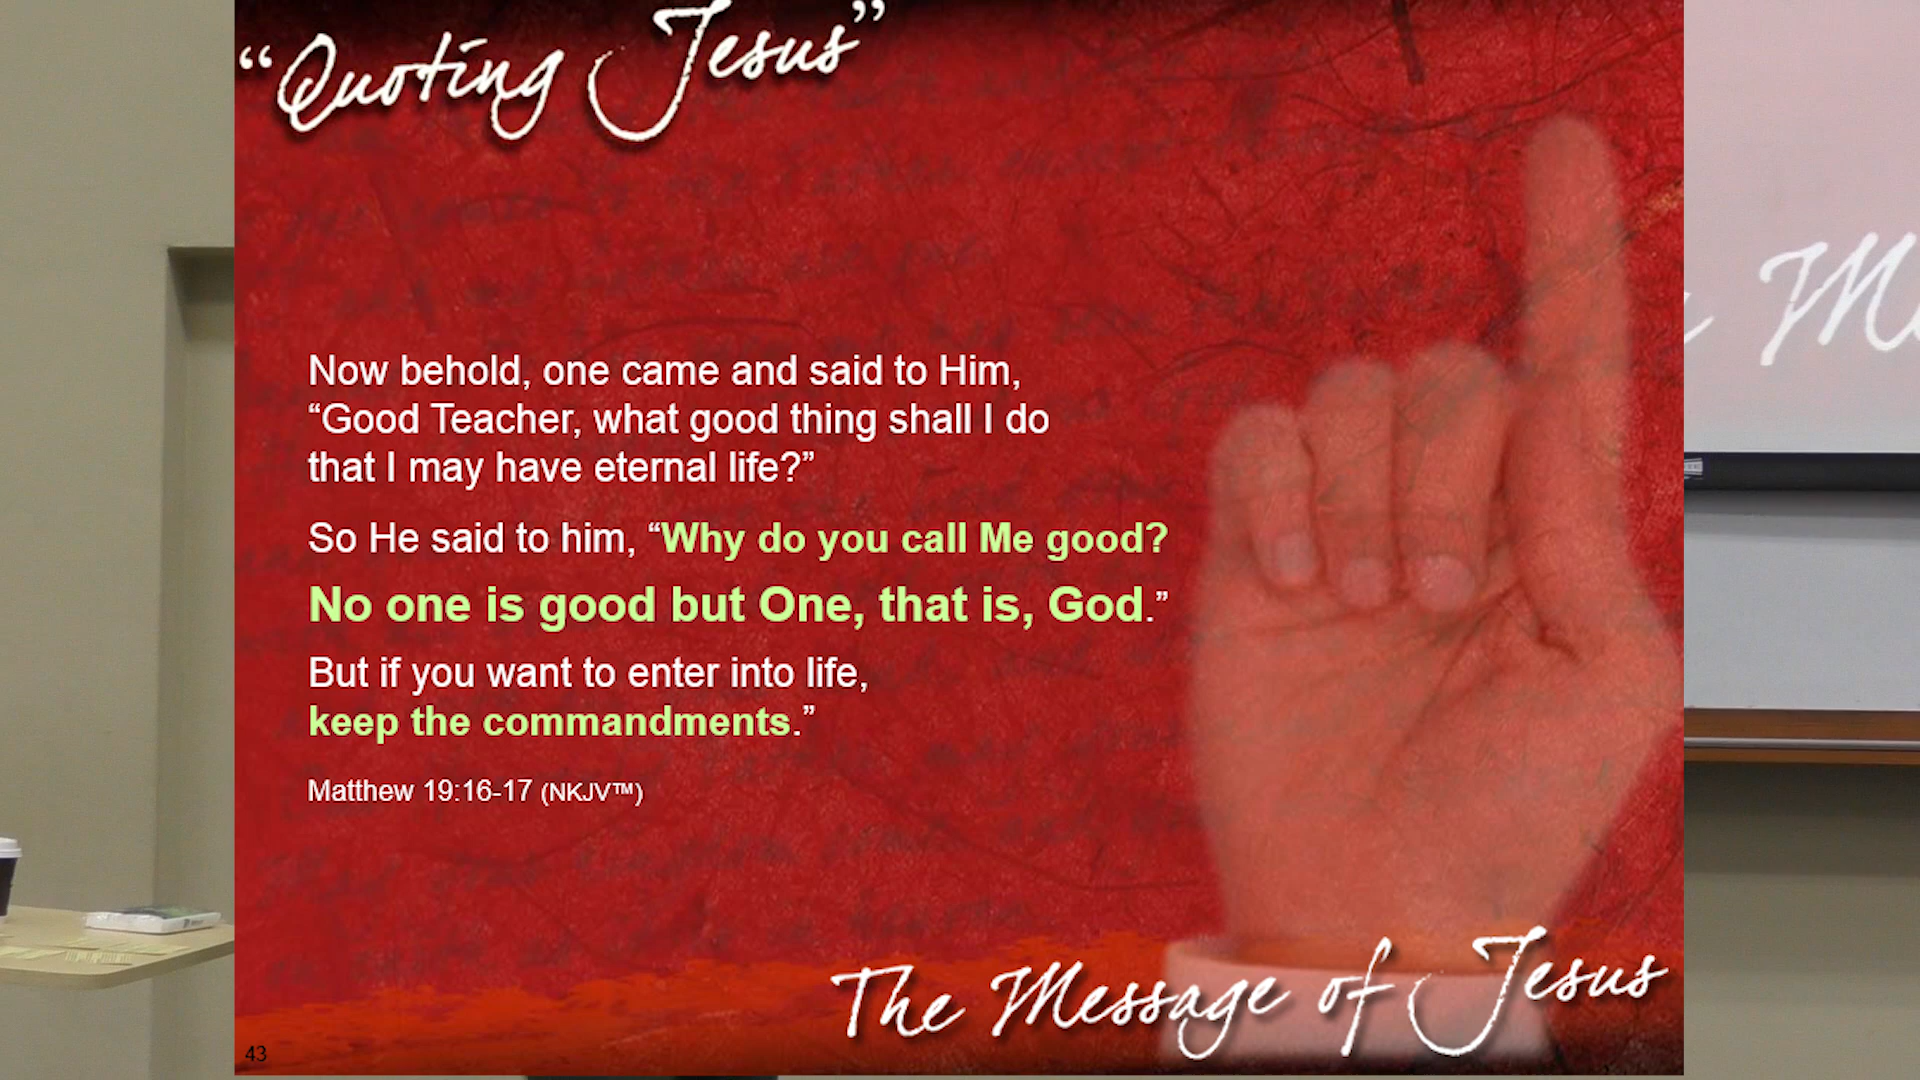 “Quoting Jesus”
Now behold, one came and said to Him,
“Good Teacher, what good thing shall I do
that I may have eternal life?”
So He said to him, “Why do you call Me good?
No one is good but One, that is, God.”
But if you want to enter into life,
keep the commandments.”
Matthew 19:16-17 (NKJV™)
The Message of Jesus
43